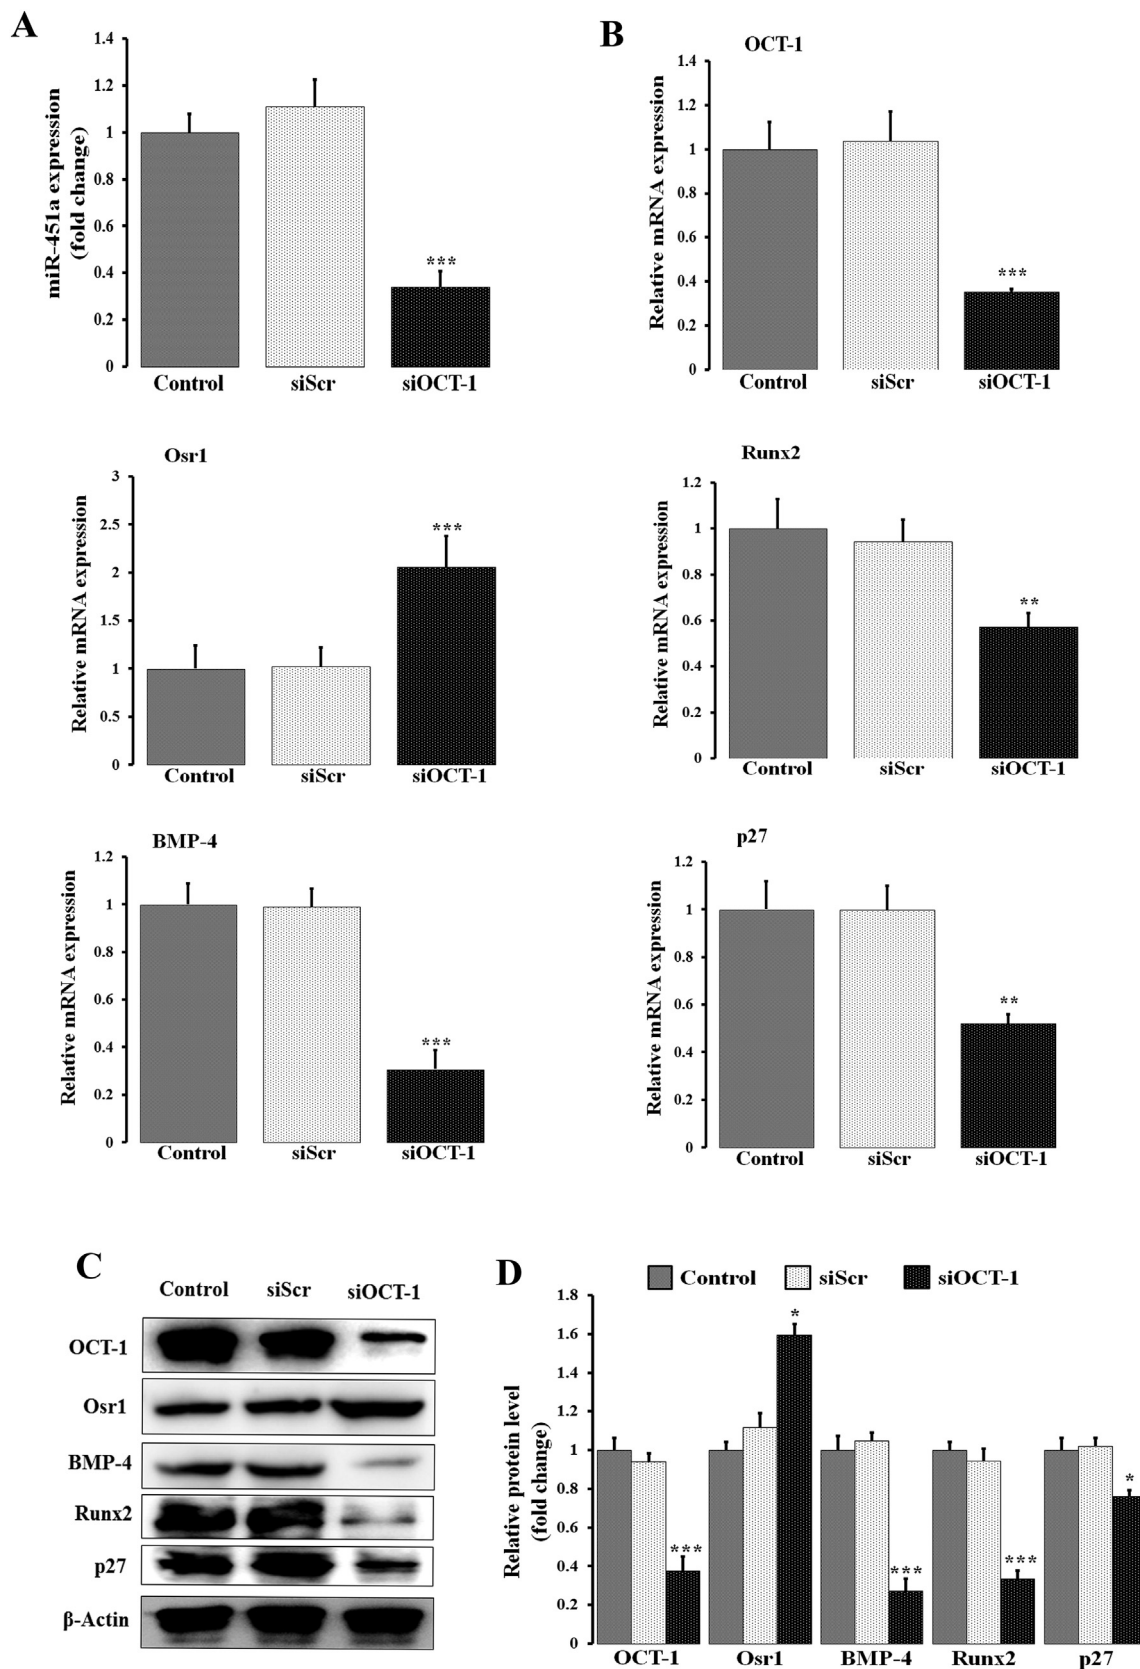 A
miR-451a expression
(fold change)
1.4
1.2
1
0.8
0.6
0.4
0.2
0
***
Control siScr siOCT-1
B
OCT-1
Relative mRNA expression
1.4
1.2
1
0.8
0.6
0.4
0.2
0
***
Control siScr siOCT-1
Osr1
Relative mRNA expression
3
2.5
2
1.5
1
0.5
0
***
Control siScr siOCT-1
Runx2
Relative mRNA expression
1.2
1
0.8
0.6
0.4
0.2
0
**
Control siScr siOCT-1
BMP-4
Relative mRNA expression
1.2
1
0.8
0.6
0.4
0.2
0
***
Control siScr siOCT-1
p27
Relative mRNA expression
1.2
1
0.8
0.6
0.4
0.2
0
**
Control siScr siOCT-1
C
Control siScr siOCT-1
OCT-1
Osr1
BMP-4
Runx2
p27
β-Actin
D
Control siScr siOCT-1
Relative protein level
(fold change)
1.8
1.6
1.4
1.2
1
0.8
0.6
0.4
0.2
0
*** * *** *** *
OCT-1 Osr1 BMP-4 Runx2 p27